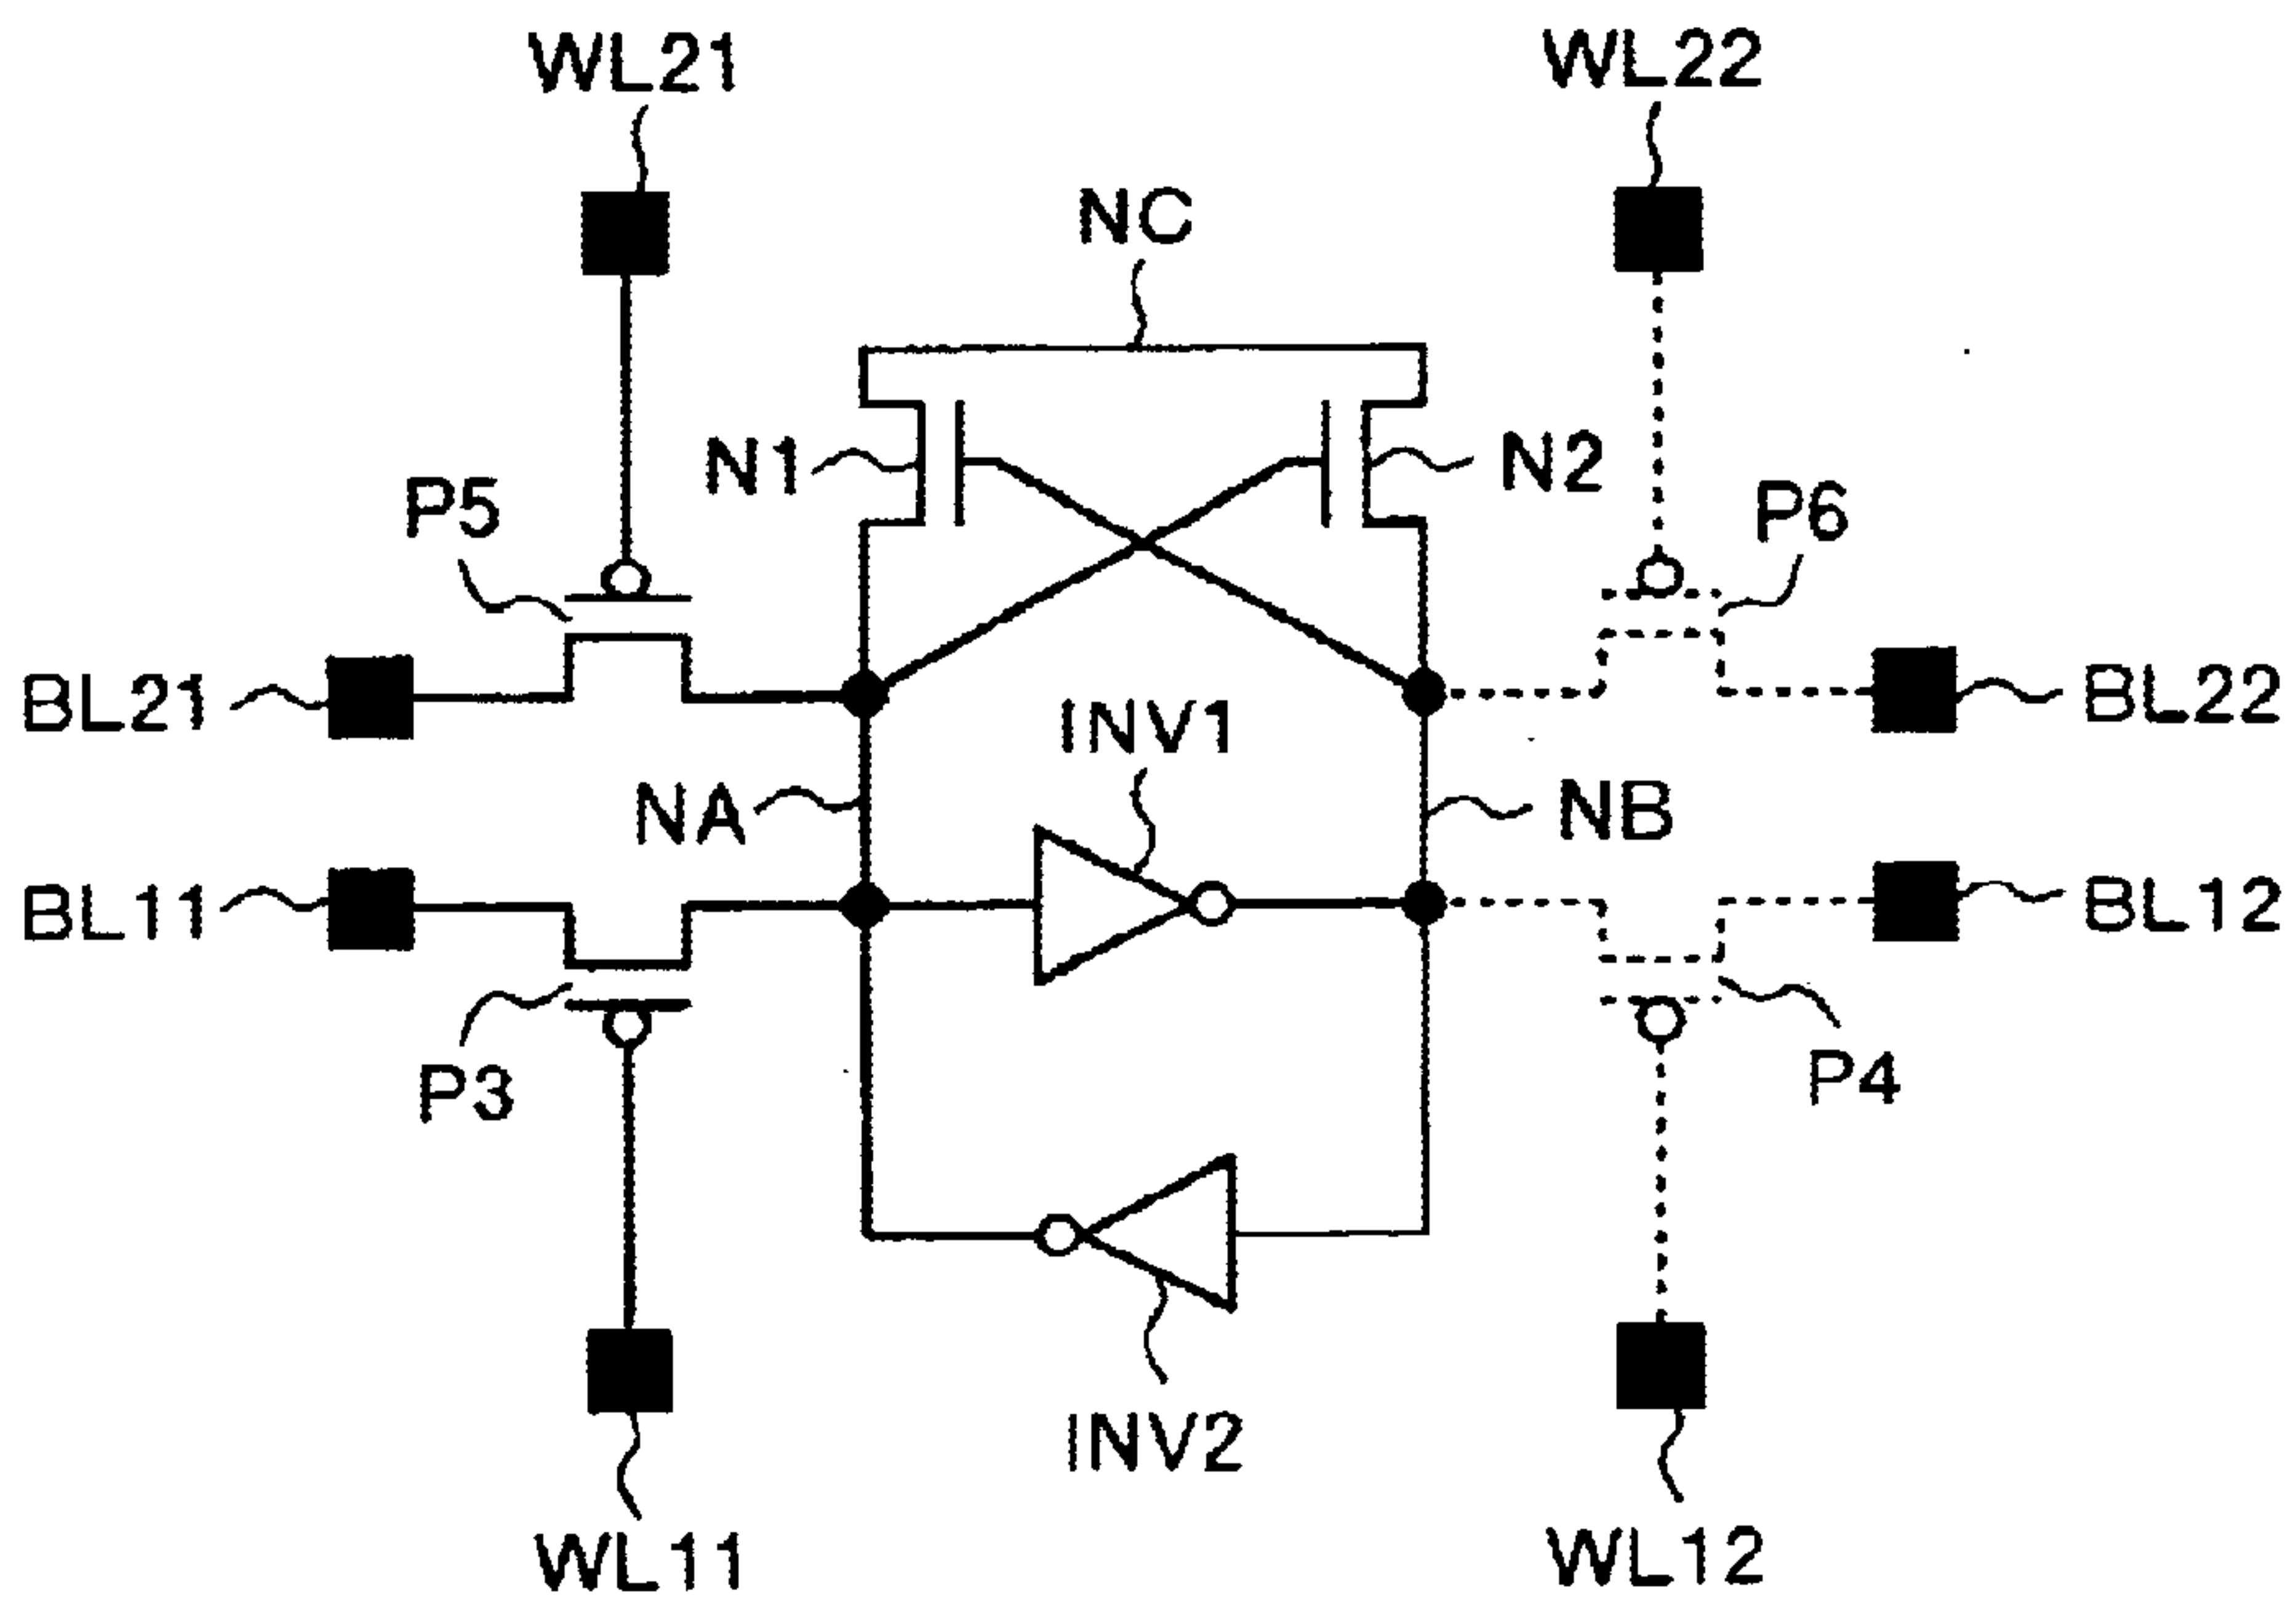 WL21
WL22
NC
N1
N2
P5
P6
BL21
INV1
BL22
NA
NB
BL11
BL12
P3
P4
INV2
WL11
WL12